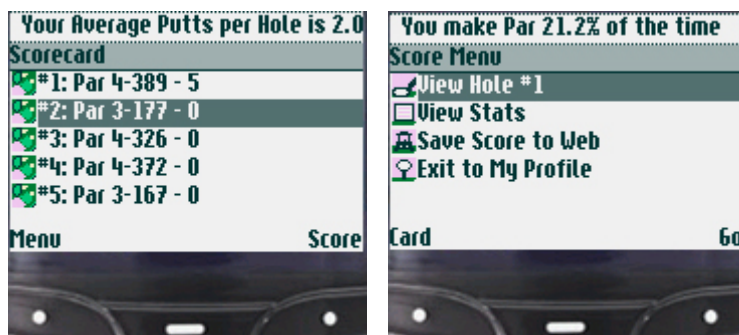 Your Average Putts per Hole is 2.0
Scorecard
#1: Par 4-389 - 5
#2: Par 3-177 - 0
#3: Par 4-326 - 0
#4: Par 4-372 - 0
#5: Par 3-167 - 0
Menu Score
You make Par 21.2% of the time
Score Menu
View Hole #1
View Stats
Save Score to Web
Exit to My Profile
Card Go